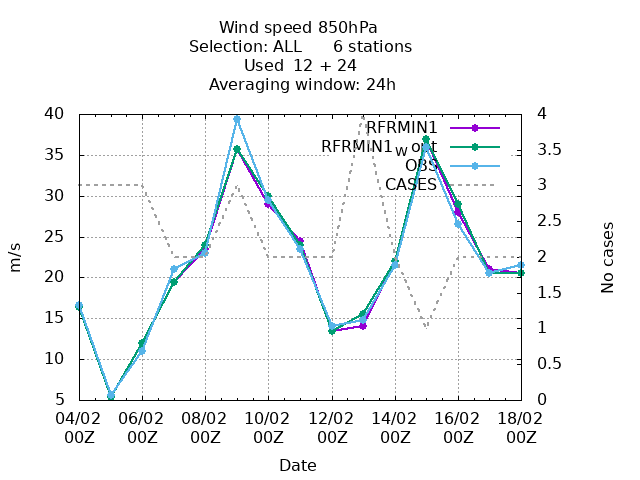 Wind speed 850hPa
Selection: ALL 6 stations
Used 12 + 24
Averaging window: 24h
RFRMIN1
RFRMIN1w out
OBS
CASES
40
35
30
25
20
15
10
5
4
3.5
3
2.5
2
1.5
1
0.5
0
m/s
No cases
04/02 06/02 08/02 10/02 12/02 14/02 16/02 18/02
00Z 00Z 00Z 00Z 00Z 00Z 00Z 00Z
Date